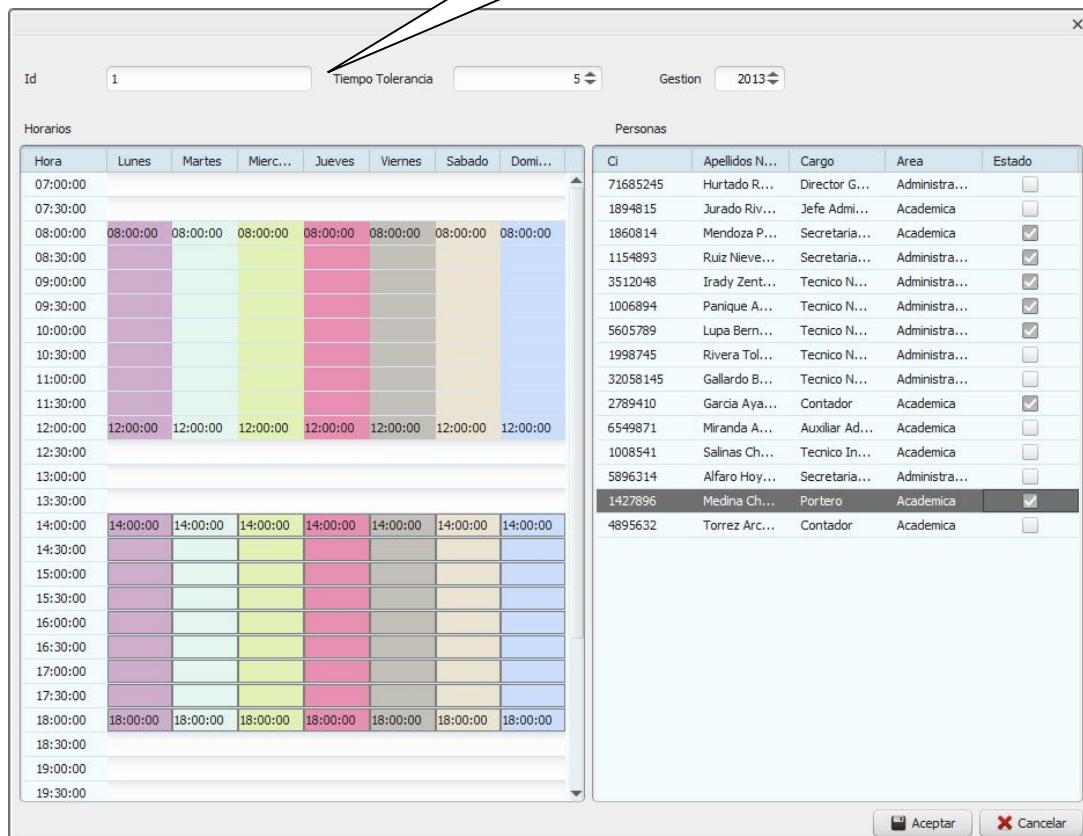 Id 1 Tiempo Tolerancia 5 Gestion 2013
Horarios Personas
Hora Lunes Martes Mierc... Jueves Viernes Sabado Domi... Ci Apellidos N... Cargo Area Estado
07:00:00 71685245 Hurtado R... Director G... Administra...
07:30:00 1894815 Jurado Riv... Jefe Admi... Academica
08:00:00 08:00:00 08:00:00 08:00:00 08:00:00 08:00:00 08:00:00 08:00:00 1860814 Mendoza P... Secretaria... Academica
08:30:00 1154893 Ruiz Nieve... Secretaria... Administra...
09:00:00 3512048 Irady Zent... Tecnico N... Administra...
09:30:00 1006894 Panique A... Tecnico N... Administra...
10:00:00 5605789 Lupa Bern... Tecnico N... Administra...
10:30:00 1998745 Rivera Tol... Tecnico N... Administra...
11:00:00 32058145 Gallardo B... Tecnico N... Administra...
11:30:00 2789410 Garcia Aya... Contador Academica
12:00:00 12:00:00 12:00:00 12:00:00 12:00:00 12:00:00 12:00:00 12:00:00 6549871 Miranda A... Auxiliar Ad... Academica
12:30:00 1008541 Salinas Ch... Tecnico In... Academica
13:00:00 5896314 Alfaro Hoy... Secretaria... Administra...
13:30:00 1427896 Medina Ch... Portero Academica
14:00:00 14:00:00 14:00:00 14:00:00 14:00:00 14:00:00 14:00:00 14:00:00 4895632 Torrez Arc... Contador Academica
14:30:00
15:00:00
15:30:00
16:00:00
16:30:00
17:00:00
17:30:00
18:00:00 18:00:00 18:00:00 18:00:00 18:00:00 18:00:00 18:00:00 18:00:00
18:30:00
19:00:00
19:30:00
Aceptar Cancelar